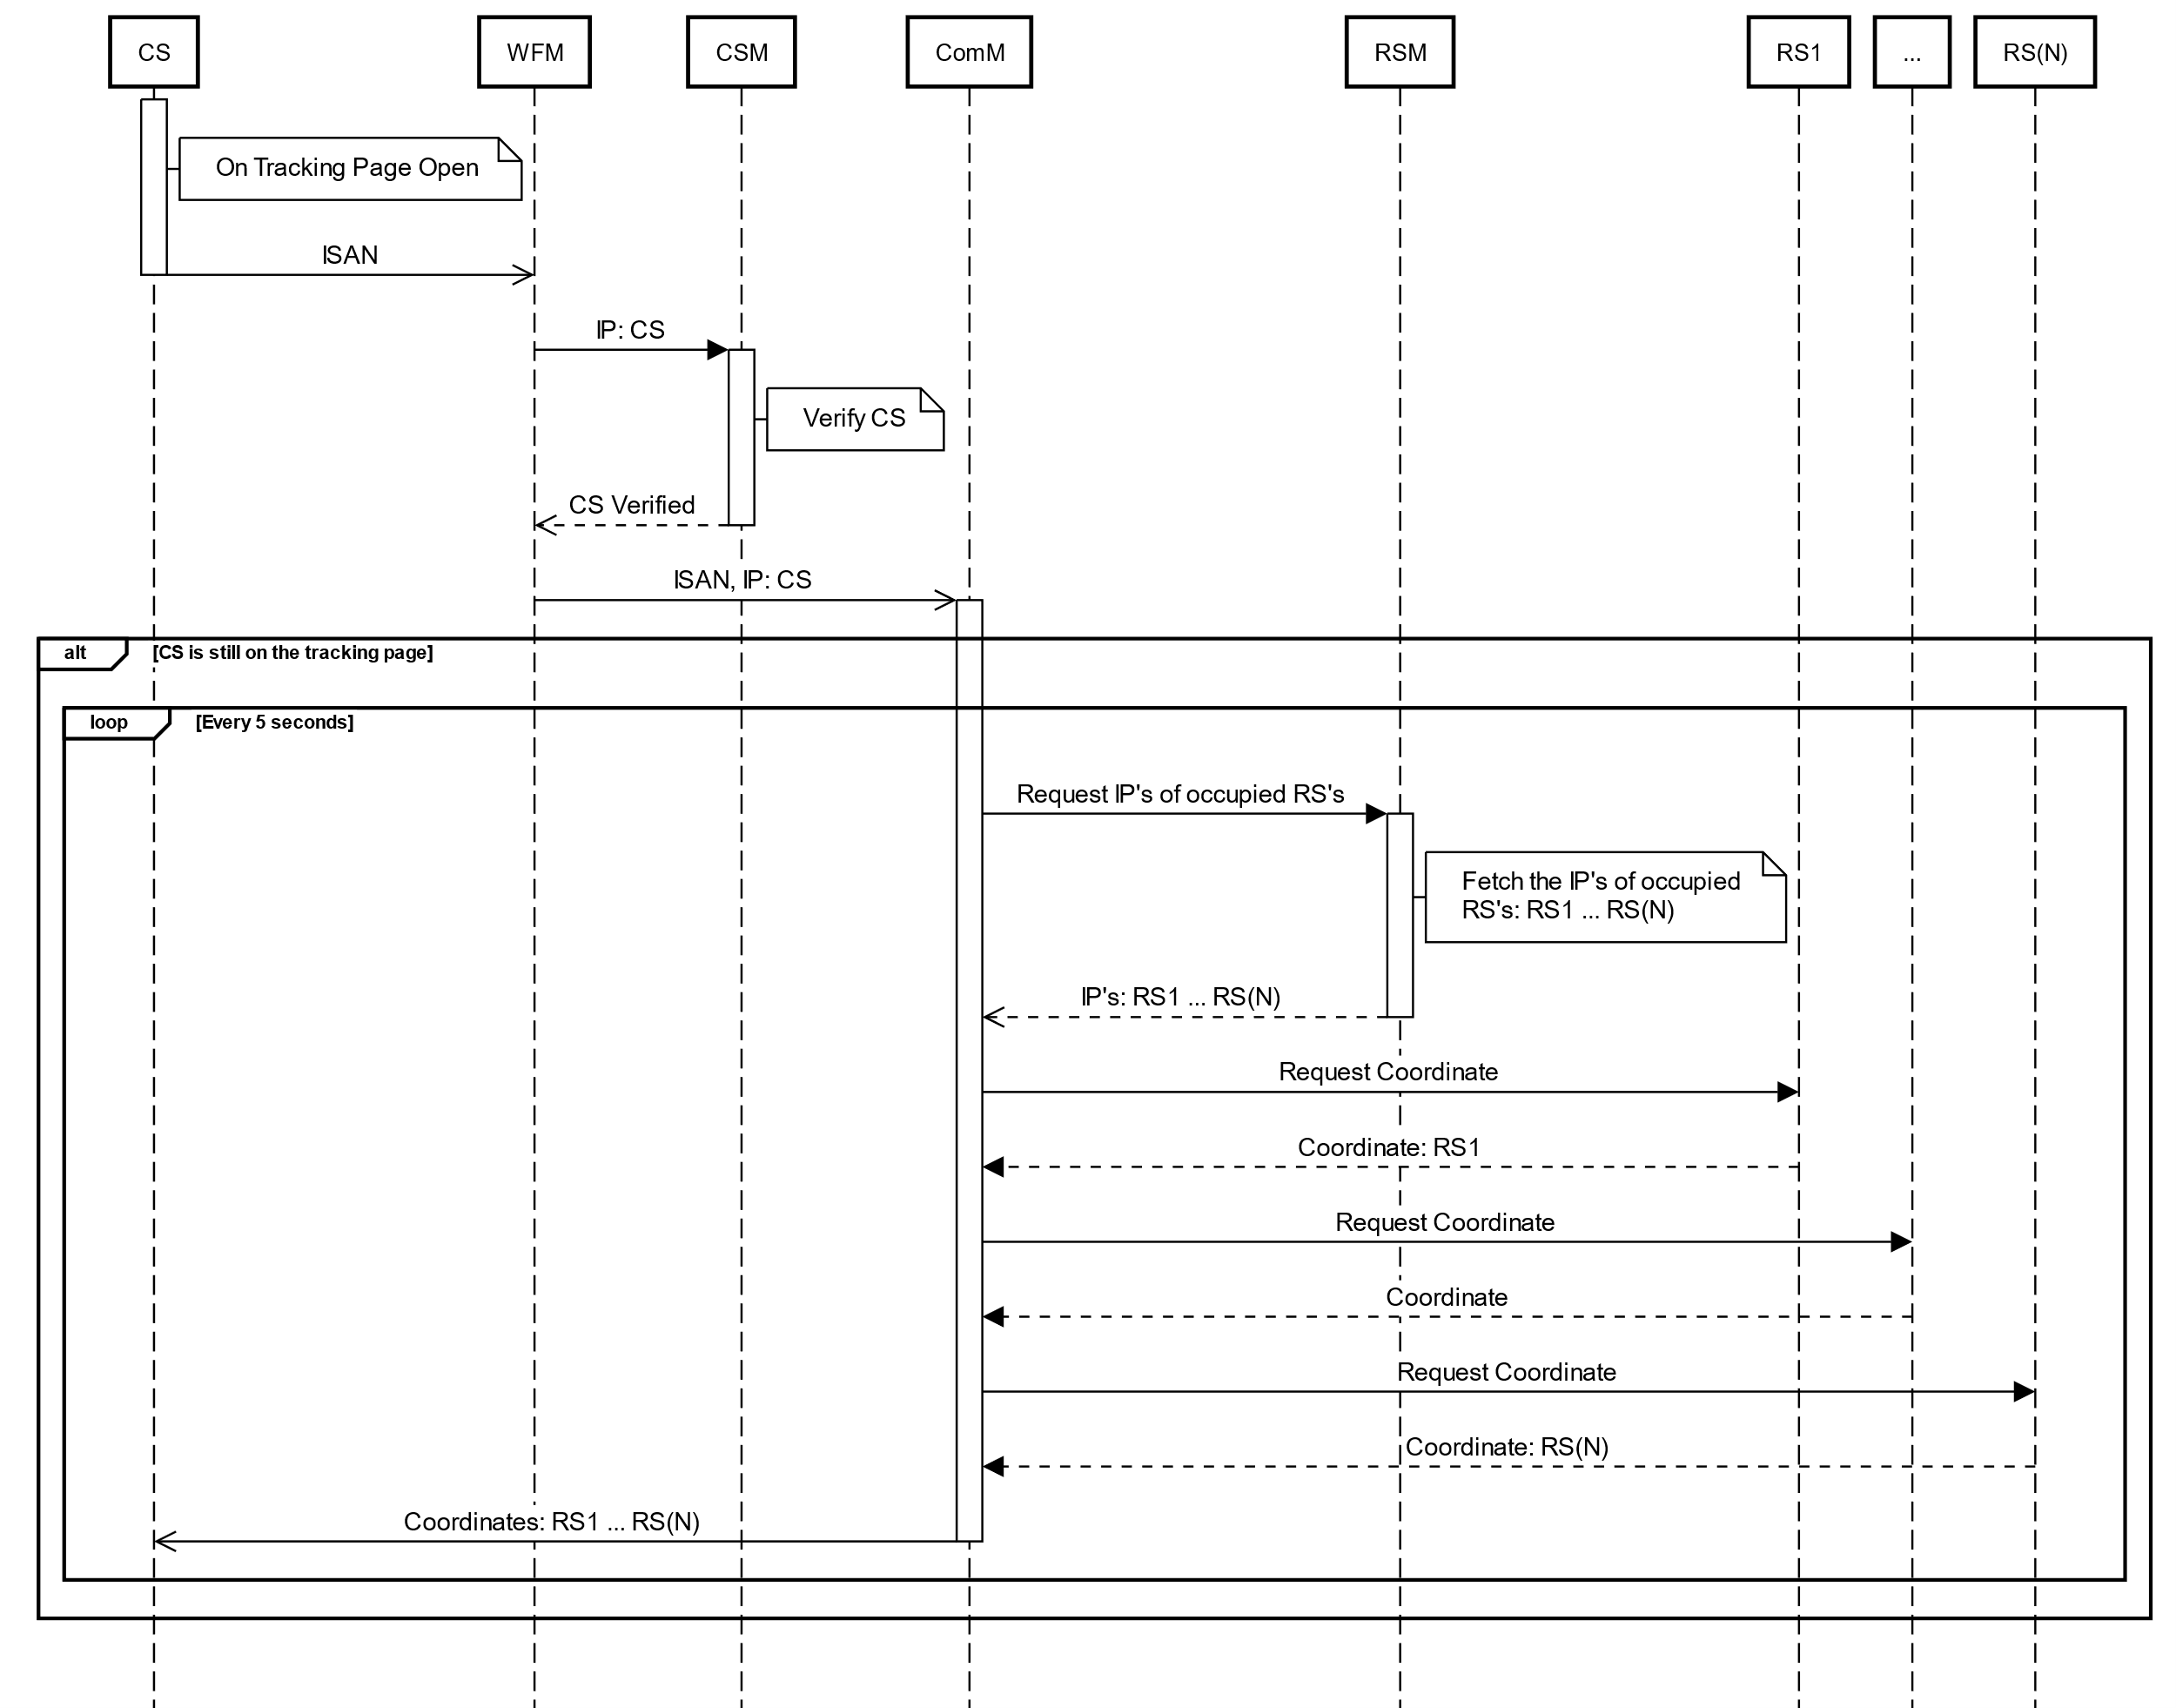 CS
WFM
CSM
ComM
RSM
RS1
...
RS(N)
On Tracking Page Open
ISAN
IP: CS
Verify CS
CS Verified
ISAN, IP: CS
alt
[CS is still on the tracking page]
loop
[Every 5 seconds]
Request IP's of occupied RS's
Fetch the IP's of occupied
RS's: RS1 ... RS(N)
IP's: RS1 ... RS(N)
Request Coordinate
Coordinate: RS1
Request Coordinate
Coordinate
Request Coordinate
Coordinate: RS(N)
Coordinates: RS1 ... RS(N)